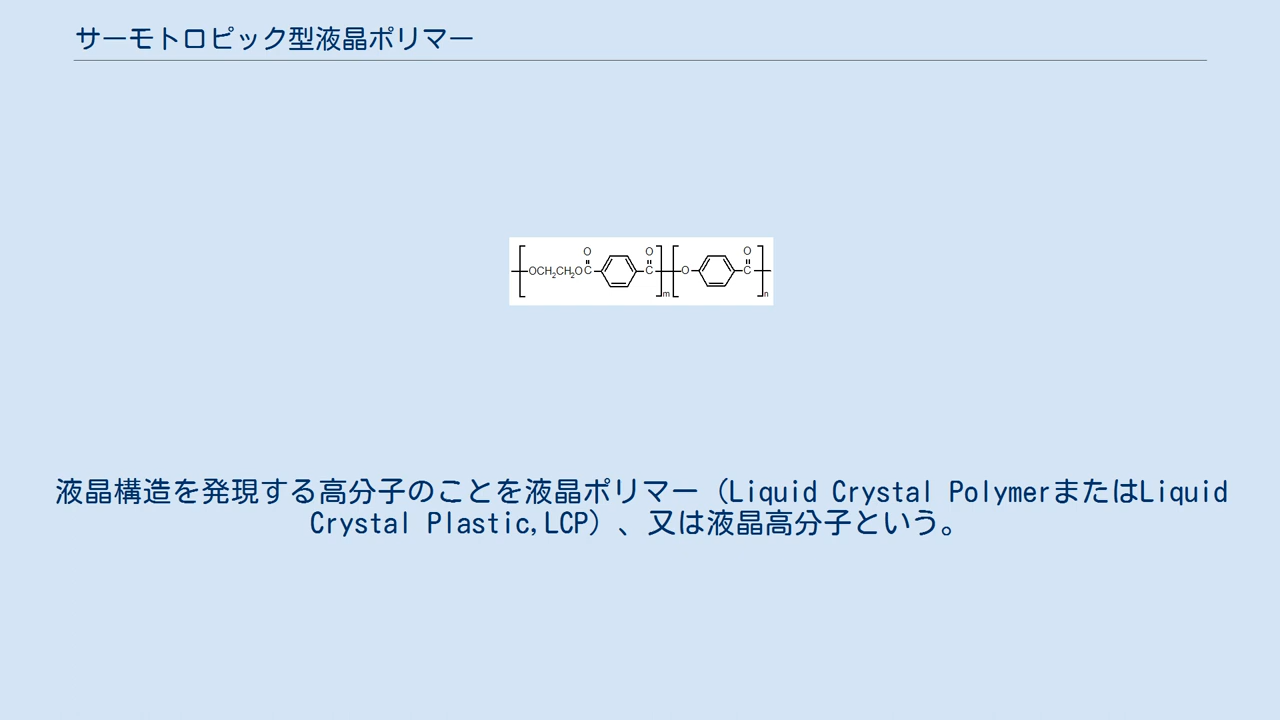 サーモトロピック型液晶ポリマー
O O O
OCH2CH2OC C O C
m n
液晶構造を発現する高分子のことを液晶ポリマー（Liquid Crystal PolymerまたはLiquid
Crystal Plastic,LCP）、又は液晶高分子という。